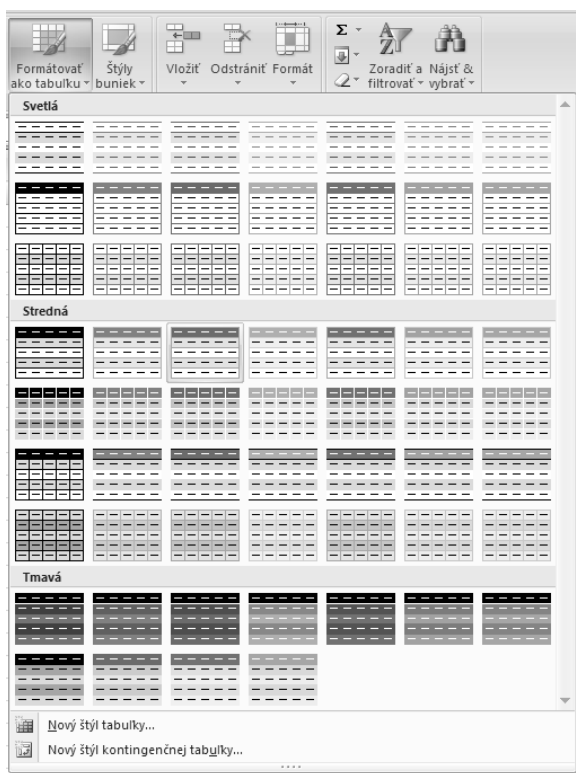 Formátovať
ako tabuľku
Štýly
buniek
Vložiť
Odstrániť
Formát
Σ
Zoradiť a
filtrovať
Nájsť &
vybrať
Svetlá
Stredná
Tmavá
Nový štýl tabuľky...
Nový štýl kontingenčnej tabuľky...